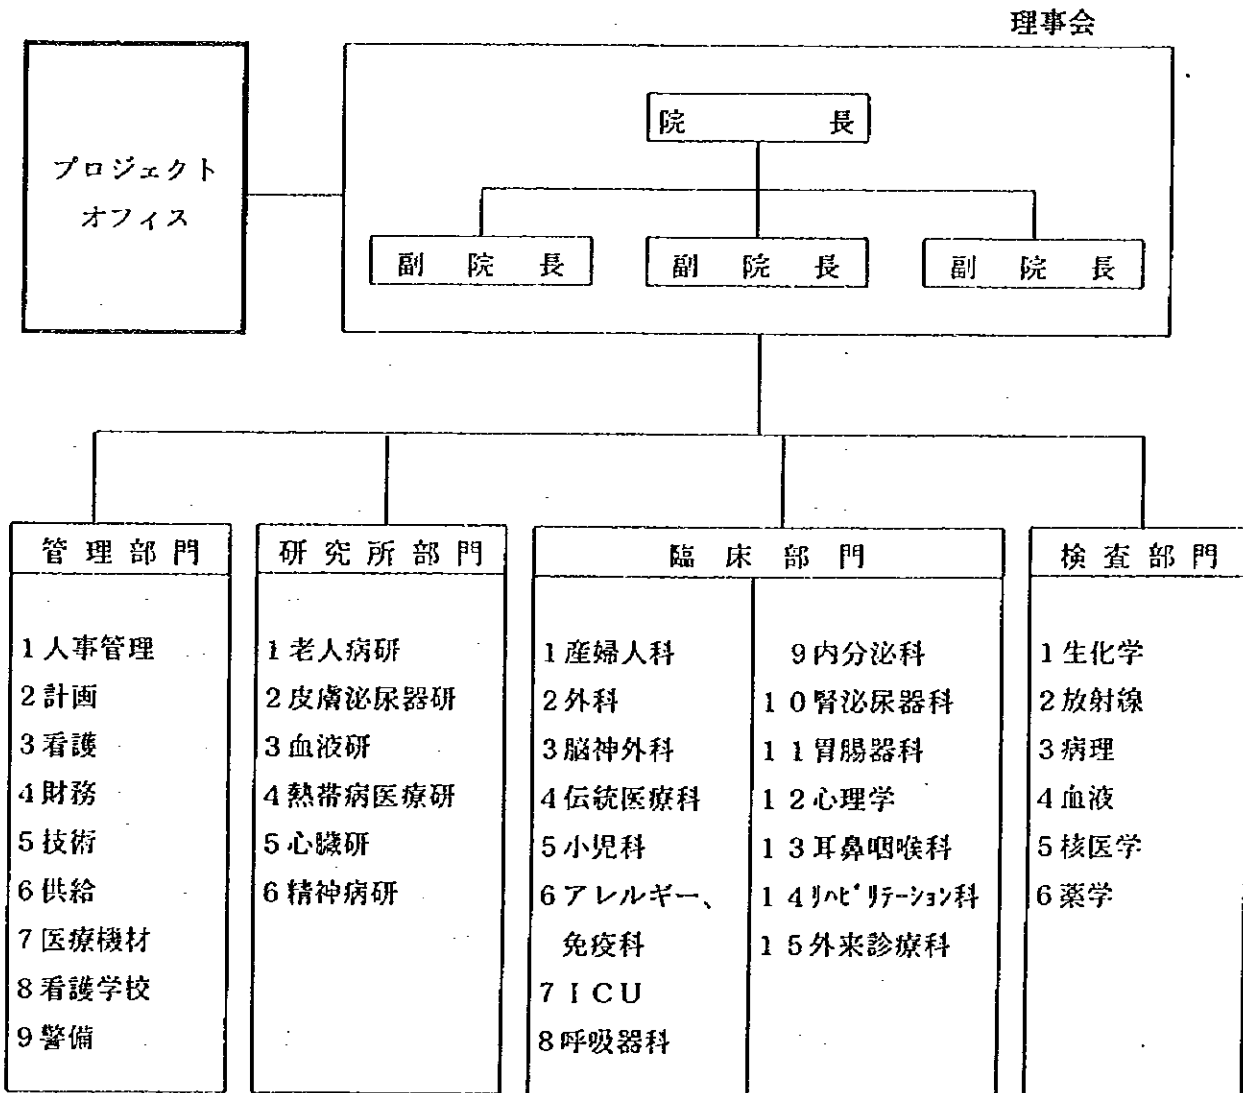 理事会
院長
プロジェクト
オフィス
副院長
副院長
副院長
管理部門
1人事管理
2計画
3看護
4財務
5技術
6供給
7医療機材
8看護学校
9警備
研究所部門
1老人病研
2皮膚泌尿器研
3血液研
4熱帯病医療研
5心臓研
6精神病研
臨床部門
1産婦人科
2外科
3脳神外科
4伝統医療科
5小児科
6アレルギー、
免疫科
7ICU
8呼吸器科
9内分泌科
10腎泌尿器科
11胃腸器科
12心理学
13耳鼻咽喉科
14リハビリテーション科
15外来診療科
検査部門
1生化学
2放射線
3病理
4血液
5核医学
6薬学